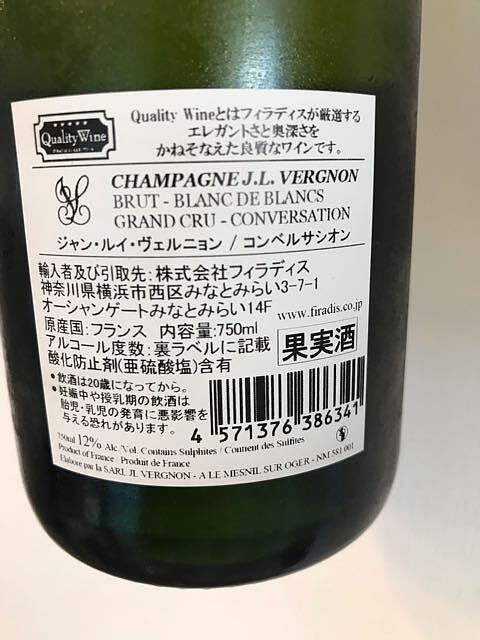 Quality Wine
Quality Wineとはフィラディスが厳選する
エレガントさと奥深さを
かねそなえた良質なワインです。
CHAMPAGNE J.L. VERGNON
BRUT - BLANC DE BLANCS
GRAND CRU - CONVERSATION
ジャン・ルイ・ヴェルニョン / コンベルサシオン
輸入者及び引取先: 株式会社フィラディス
神奈川県横浜市西区みなとみらい3-7-1
オーシャンゲートみなとみらい14F
www.firadis.co.jp
原産国: フランス 内容量: 750ml
アルコール度数: 裏ラベルに記載
酸化防止剤(亜硫酸塩)含有
果実酒
●飲酒は20歳になってから。
●妊娠中や授乳期の飲酒は
胎児・乳児の発育に悪影響を
与える恐れがあります。
4 571376 386341
750ml 12% Alc. /Vol. Contains Sulphites / Contient des Sulfites
Product of France / Produit de France
Elaboré par la SARL JL VERGNON - A LE MESNIL SUR OGER - NM 581 001